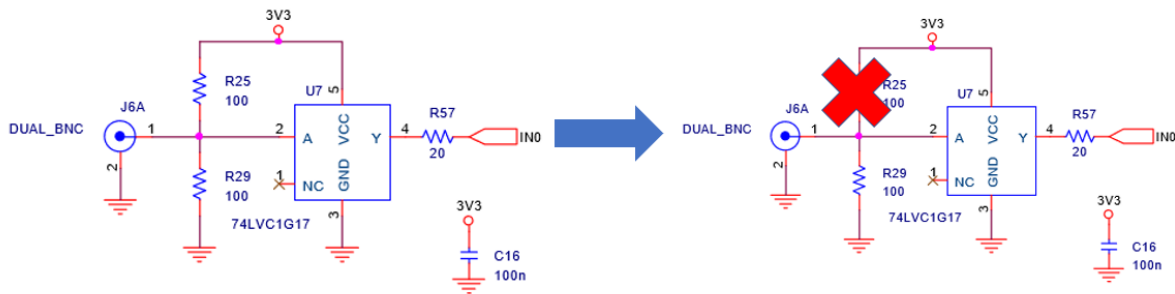 3V3
R25
100
U7
J6A
DUAL_BNC
1
2
2
A
VCC
5
Y
4
R57
20
IN0
R29
100
1
NC
GND
3
74LVC1G17
3V3
C16
100n
3V3
R25
100
U7
J6A
DUAL_BNC
1
2
2
A
VCC
5
Y
4
R57
20
IN0
R29
100
1
NC
GND
3
74LVC1G17
3V3
C16
100n